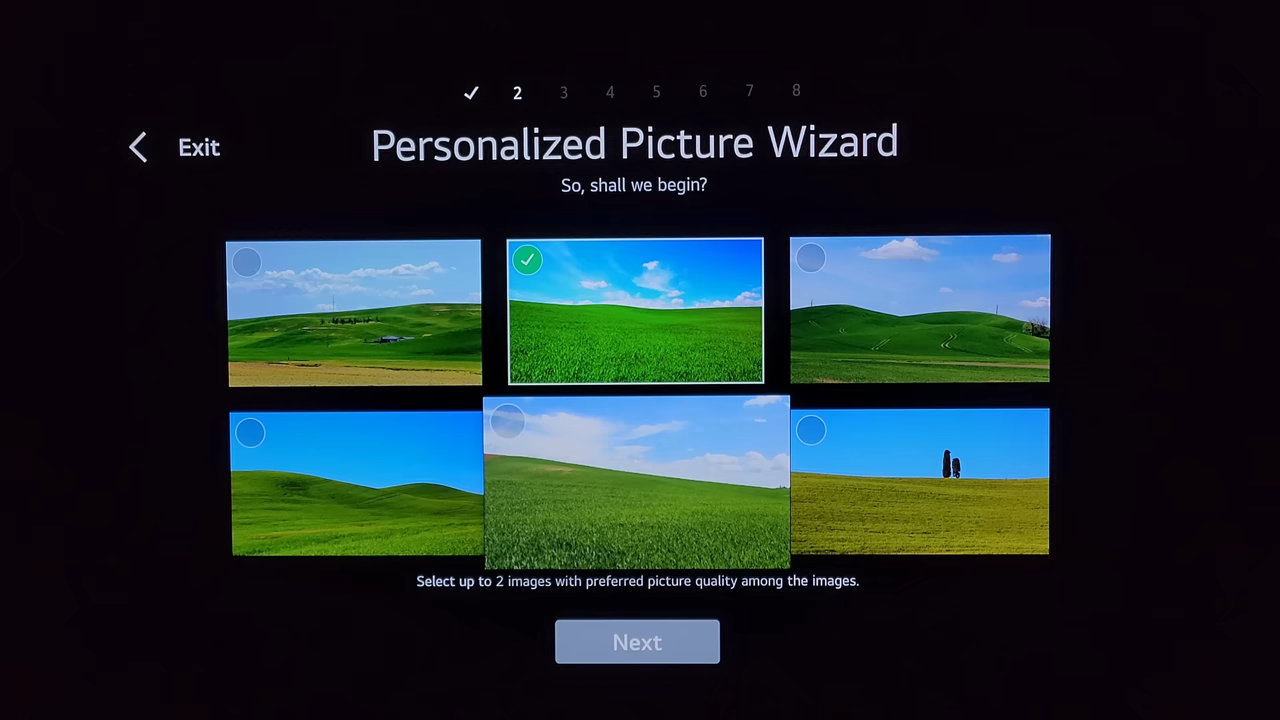 2 3 4 5 6 7 8
Exit
Personalized Picture Wizard
So, shall we begin?
Select up to 2 images with preferred picture quality among the images.
Next